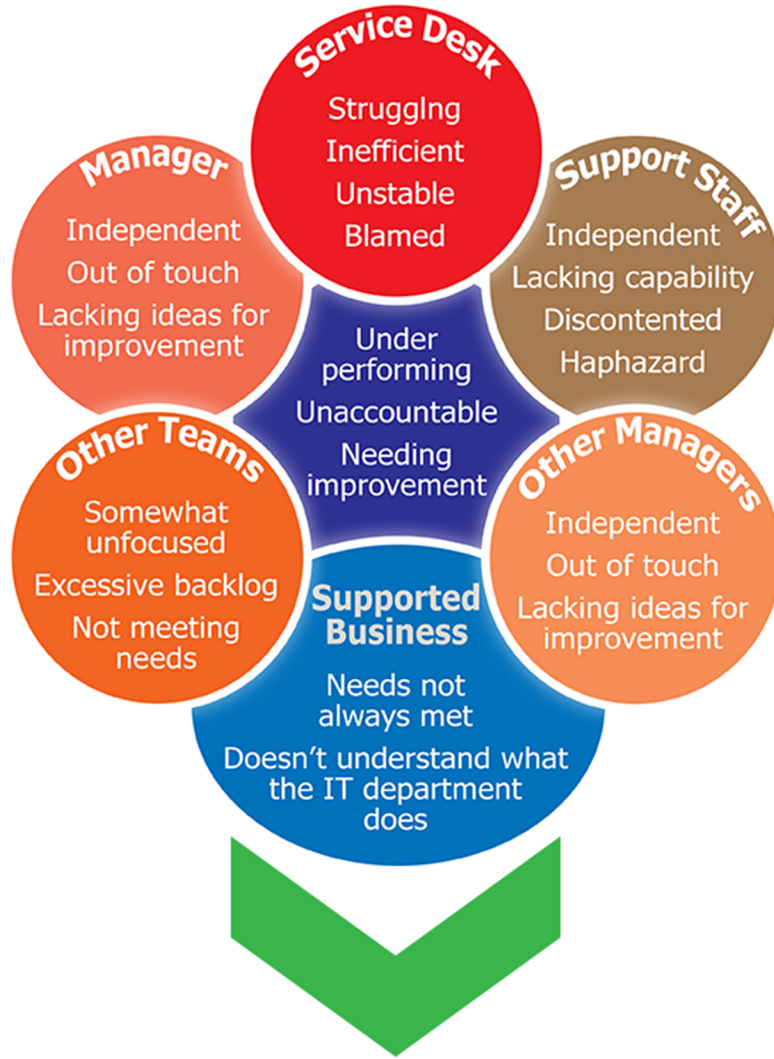 Service Desk
Strugglng
Inefficient
Unstable
Blamed
Manager
Independent
Out of touch
Lacking ideas for
improvement
Support Staff
Independent
Lacking capability
Discontented
Haphazard
Under
performing
Unaccountable
Needing
improvement
Other Teams
Somewhat
unfocused
Excessive backlog
Not meeting
needs
Other Managers
Independent
Out of touch
Lacking ideas for
improvement
Supported
Business
Needs not
always met
Doesn’t understand what
the IT department
does